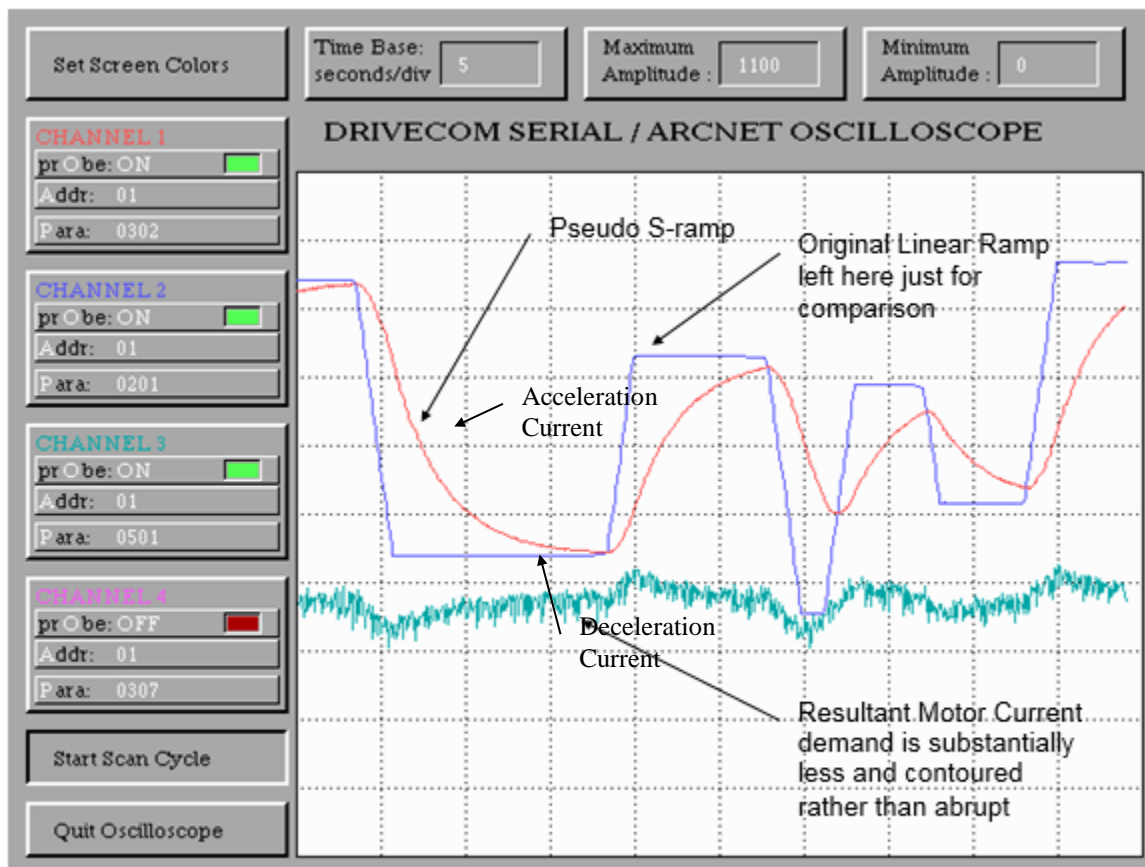 Set Screen Colors
Time Base:
seconds/div 5
Maximum
Amplitude : 1100
Minimum
Amplitude : 0
DRIVECOM SERIAL / ARCNET OSCILLOSCOPE
CHANNEL 1
prObe: ON
Addr: 01
Para: 0302
CHANNEL 2
prObe: ON
Addr: 01
Para: 0201
CHANNEL 3
prObe: ON
Addr: 01
Para: 0501
CHANNEL 4
prObe: OFF
Addr: 01
Para: 0307
Start Scan Cycle
Quit Oscilloscope
Pseudo S-ramp
Original Linear Ramp
left here just for
comparison
Acceleration
Current
Deceleration
Current
Resultant Motor Current
demand is substantially
less and contoured
rather than abrupt